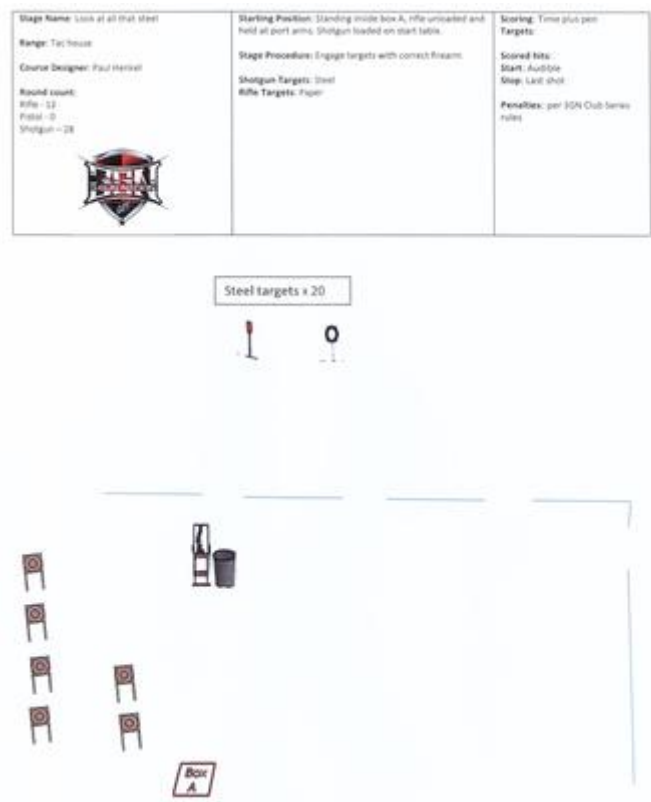 Stage Name: Look at all that steel
Range: Tac house
Course Designer: Paul Henkel
Round count:
Rifle - 12
Pistol - 0
Shotgun – 28
Starting Position: Standing inside box A, rifle unloaded and
held at port arms. Shotgun loaded on start table.
Stage Procedure: Engage targets with correct firearm.
Shotgun Targets: Steel
Rifle Targets: Paper
Scoring: Time plus pen
Targets:
Scored hits:
Start: Audible
Stop: Last shot
Penalties: per 3GN Club Series
rules
Steel targets x 20
Box
A